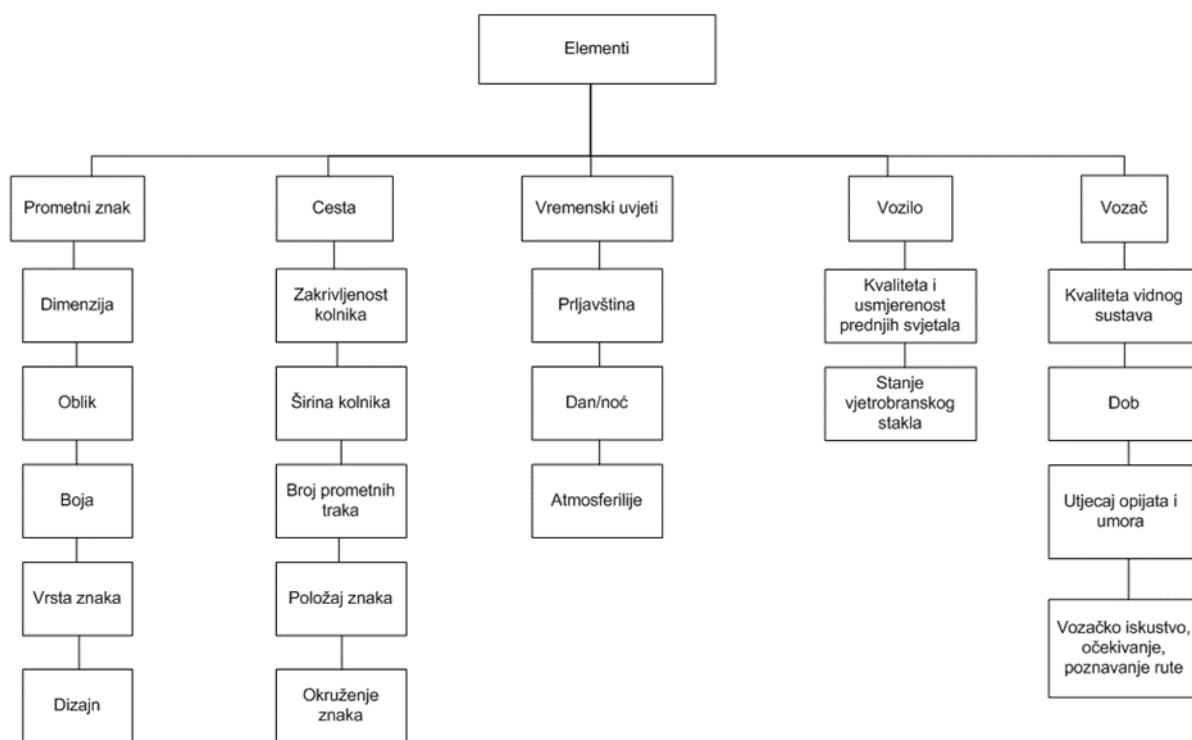 Elementi
Prometni znak
Cesta
Vremenski uvjeti
Vozilo
Vozač
Dimenzija
Zakrivljenost
kolnika
Prljavština
Kvaliteta i
usmjerenost
prednjih svjetala
Kvaliteta vidnog
sustava
Oblik
Širina kolnika
Dan/noć
Stanje
vjetrobranskog
stakla
Dob
Boja
Broj prometnih
traka
Atmosferilije
Utjecaj opijata i
umora
Vrsta znaka
Položaj znaka
Vozačko iskustvo,
očekivanje,
poznavanje rute
Dizajn
Okruženje
znaka